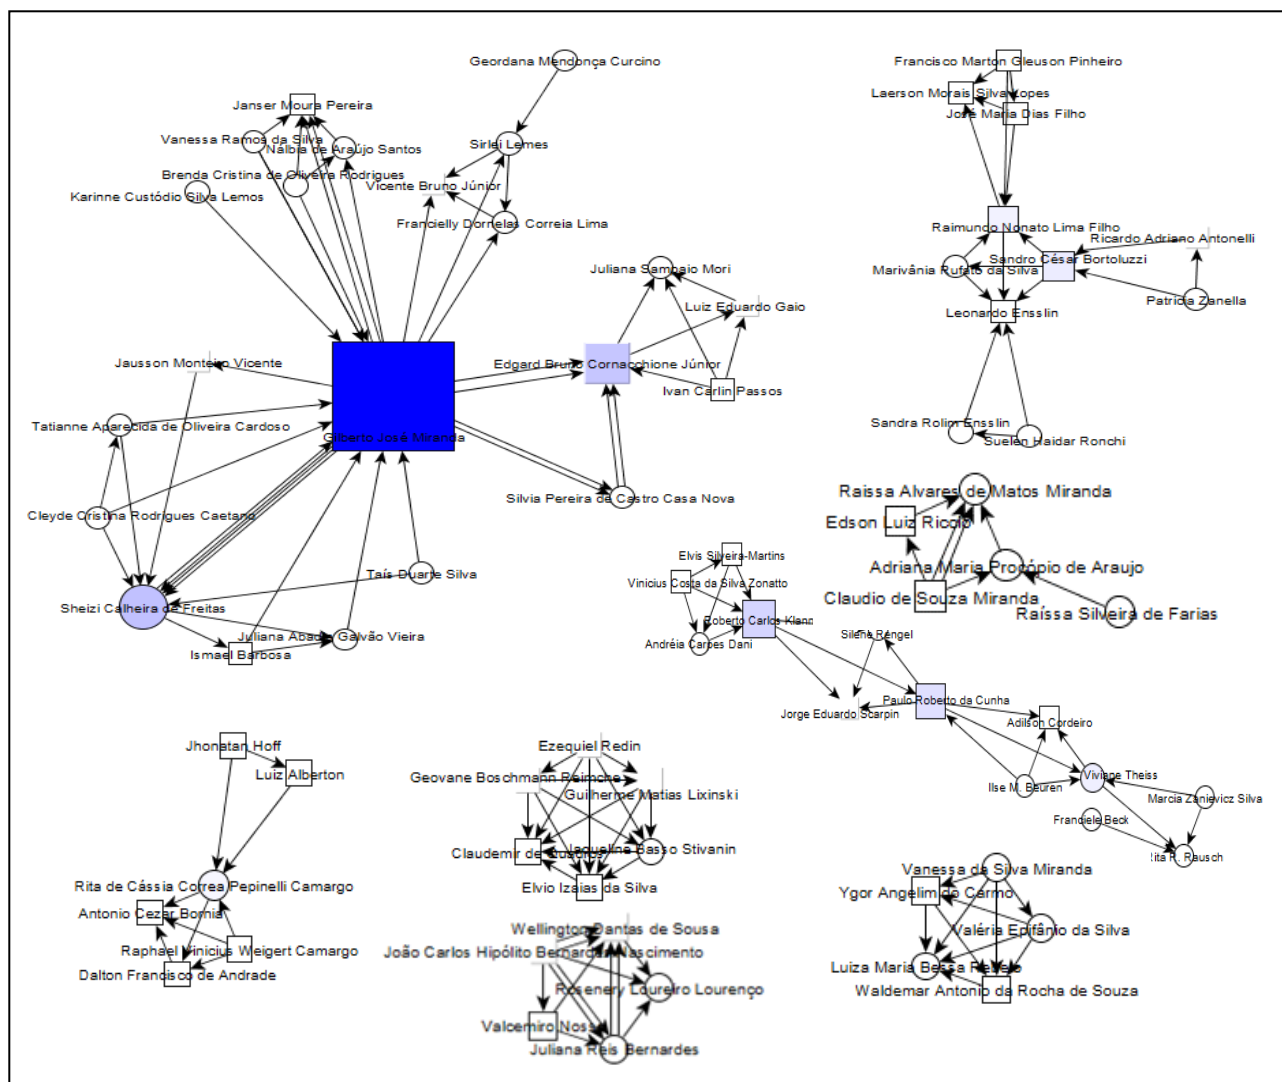 Geordana Mendonça Curcino
Francisco Marton Gleuson Pinheiro
Laerson Morais Silva Lopes
José Maria Dias Filho
Janser Moura Pereira
Vanessa Ramos da Silva
Nálbia de Araújo Santos
Sirlei Lemes
Brenda Cristina de Oliveira Rodrigues
Vicente Bruno Júnior
Karinne Custódio Silva Lemos
Francielly Dornelas Correia Lima
Raimundo Nonato Lima Filho
Ricardo Adriano Antonelli
Sandro César Bortoluzzi
Marivânia Rufato da Silva
Juliana Sampaio Mori
Patricia Zanella
Luiz Eduardo Gaio
Leonardo Ensslin
Jausson Monteiro Vicente
Edgard Bruno Cornacchione Júnior
Ivan Carlin Passos
Tatianne Aparecida de Oliveira Cardoso
Gilberto José Miranda
Sandra Rolim Ensslin
Suelen Haidar Ronchi
Silvia Pereira de Castro Casa Nova
Raissa Alvares de Matos Miranda
Cleyde Cristina Rodrigues Caetano
Edson Luiz Riccio
Elvis Silveira-Martins
Adriana Maria Procópio de Araujo
Taís Duarte Silva
Vinicius Costa da Silva Zonatto
Claudio de Souza Miranda
Sheizi Calheira de Freitas
Raíssa Silveira de Farias
Roberto Carlos Klann
Juliana Abadia Galvão Vieira
Silene Rengel
Ismael Barbosa
Andréia Carpes Dani
Paulo Roberto da Cunha
Jorge Eduardo Scarpin
Adilson Cordeiro
Jhonatan Hoff
Ezequiel Redin
Luiz Alberton
Geovane Boschmann Reimche
Viviane Theiss
Guilherme Matias Lixinski
Ilse M. Beuren
Marcia Zanievicz Silva
Franciele Beck
Claudemir de
Jaqueline Basso Stivanin
Rita R. Rausch
Vanessa da Silva Miranda
Rita de Cássia Correa Pepinelli Camargo
Elvio Izaias da Silva
Ygor Angelim do Carmo
Antonio Cezar Bornia
Valéria Epifânio da Silva
Wellington Dantas de Sousa
Raphael Vinicius Weigert Camargo
João Carlos Hipólito Bernardes Nascimento
Luiza Maria Bessa Rebelo
Dalton Francisco de Andrade
Rosenery Loureiro Lourenço
Waldemar Antonio da Rocha de Souza
Valcemiro Nossa
Juliana Reis Bernardes